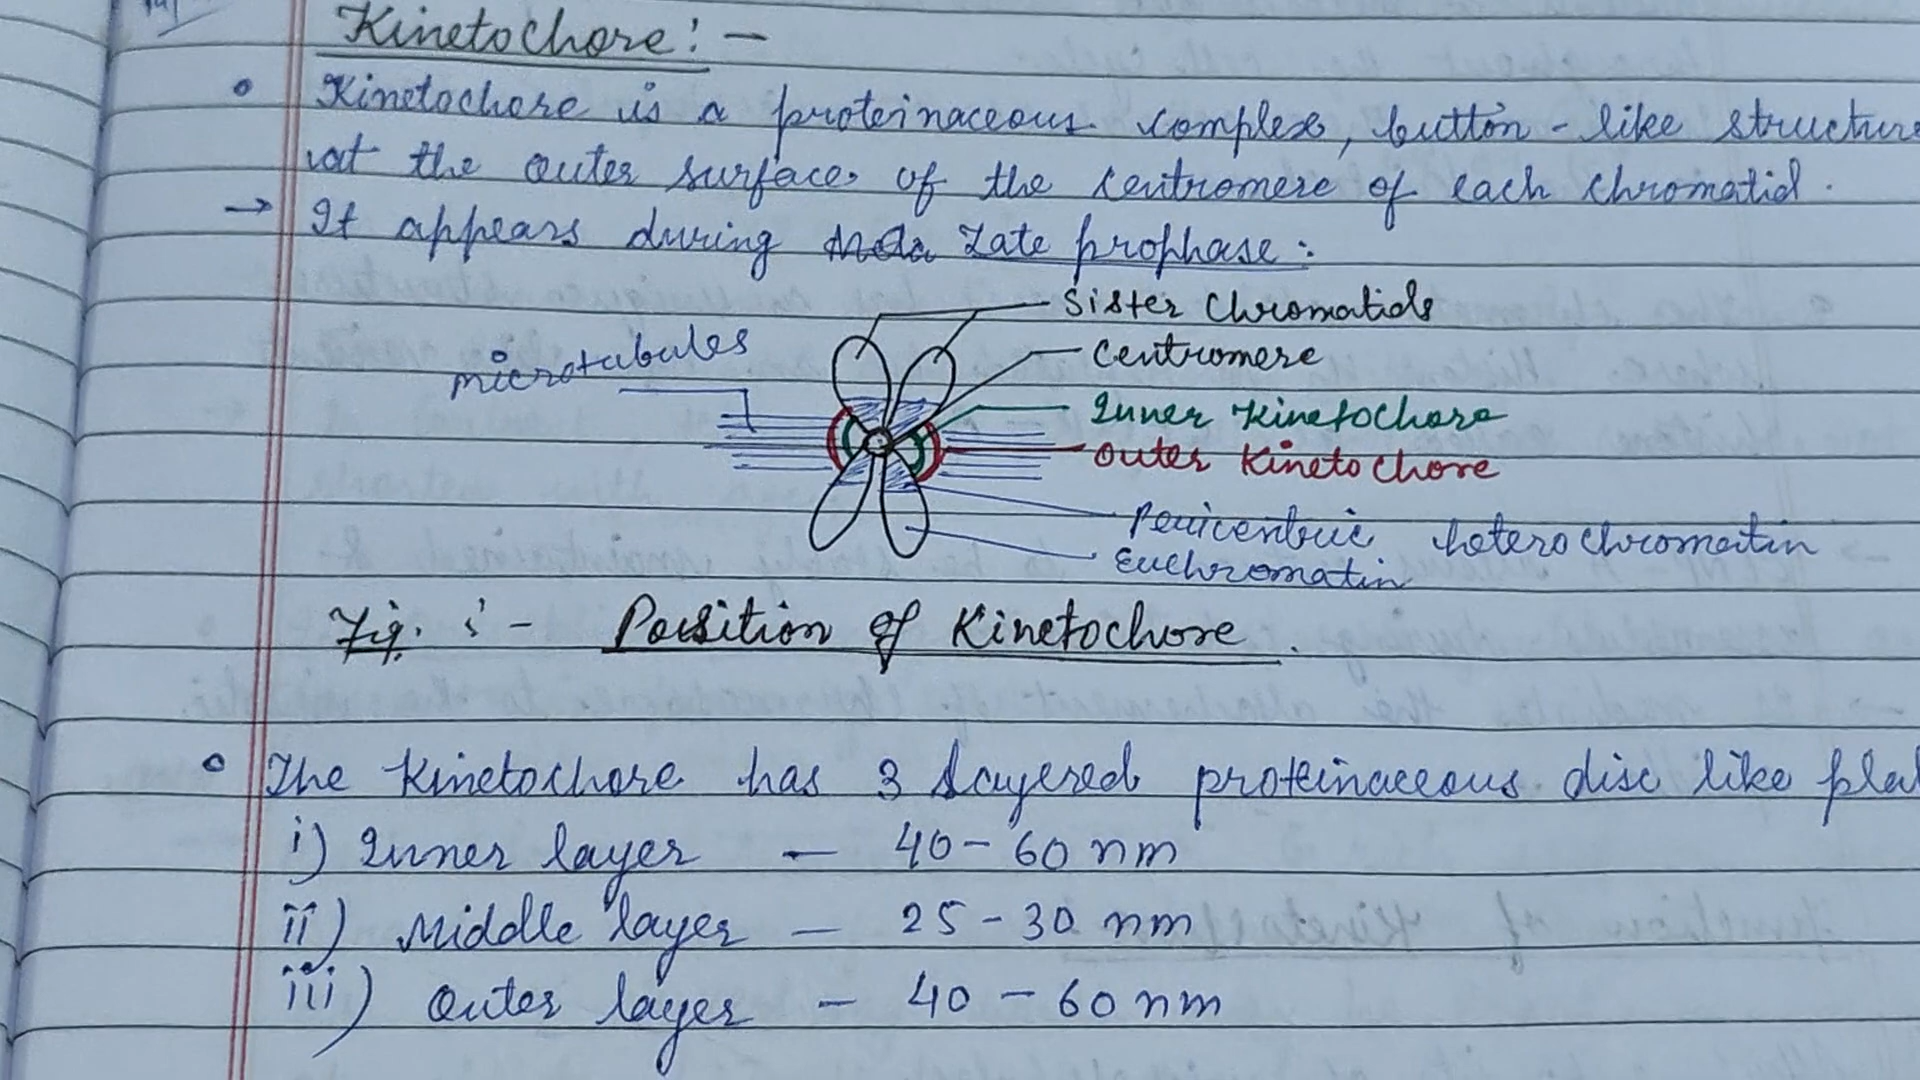 Kinetochore: -
• Kinetochore is a proteinaceous complex, button-like structure
at the outer surface of the centromere of each chromatid.
→ It appears during Late prophase:
Sister Chromatids
microtabules
Centromere
Inner Kinetochore
Outer Kinetochore
Pericentric heterochromatin
Euchromatin
Fig. :- Position of Kinetochore.
• The Kinetochore has 3 layered proteinaceous disc like
i) Inner layer — 40-60 nm
ii) Middle layer — 25-30 nm
iii) Outer layer — 40-60 nm